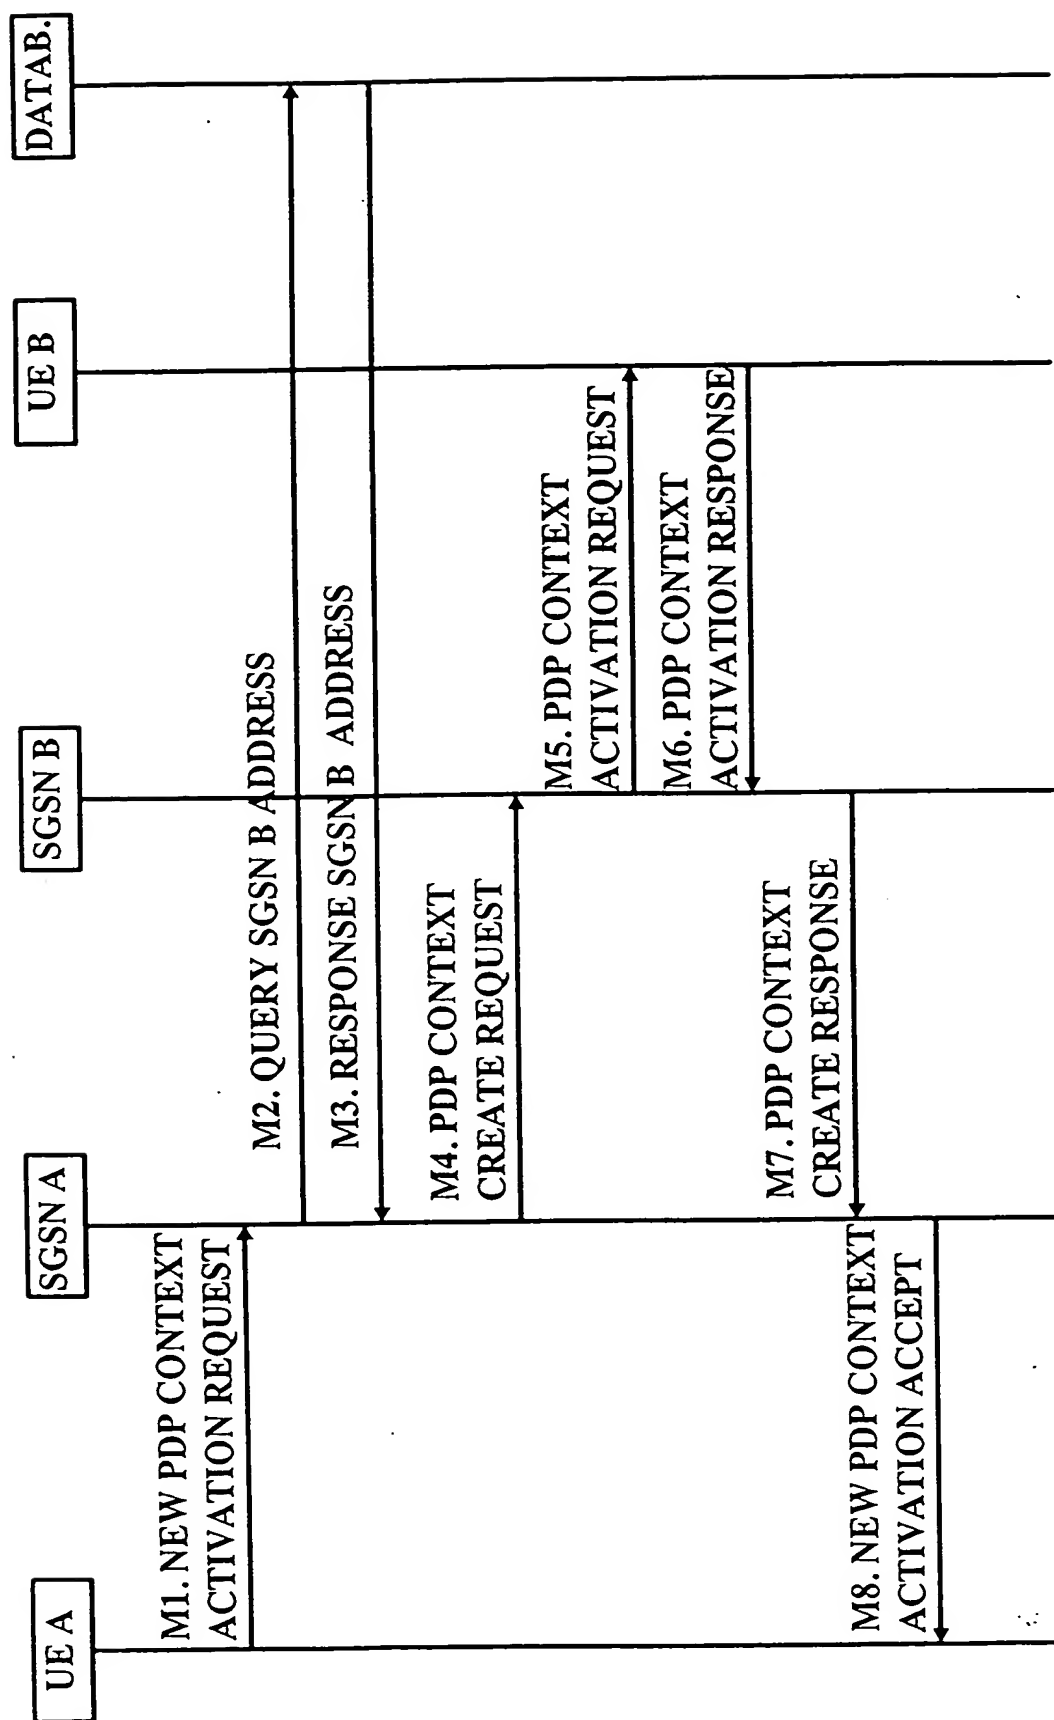 UE A
SGSN A
SGSN B
UE B
DATAB.
M1. NEW PDP CONTEXT
ACTIVATION REQUEST
M2. QUERY SGSN B ADDRESS
M3. RESPONSE SGSN B ADDRESS
M4. PDP CONTEXT
CREATE REQUEST
M5. PDP CONTEXT
ACTIVATION REQUEST
M6. PDP CONTEXT
ACTIVATION RESPONSE
M7. PDP CONTEXT
CREATE RESPONSE
M8. NEW PDP CONTEXT
ACTIVATION ACCEPT